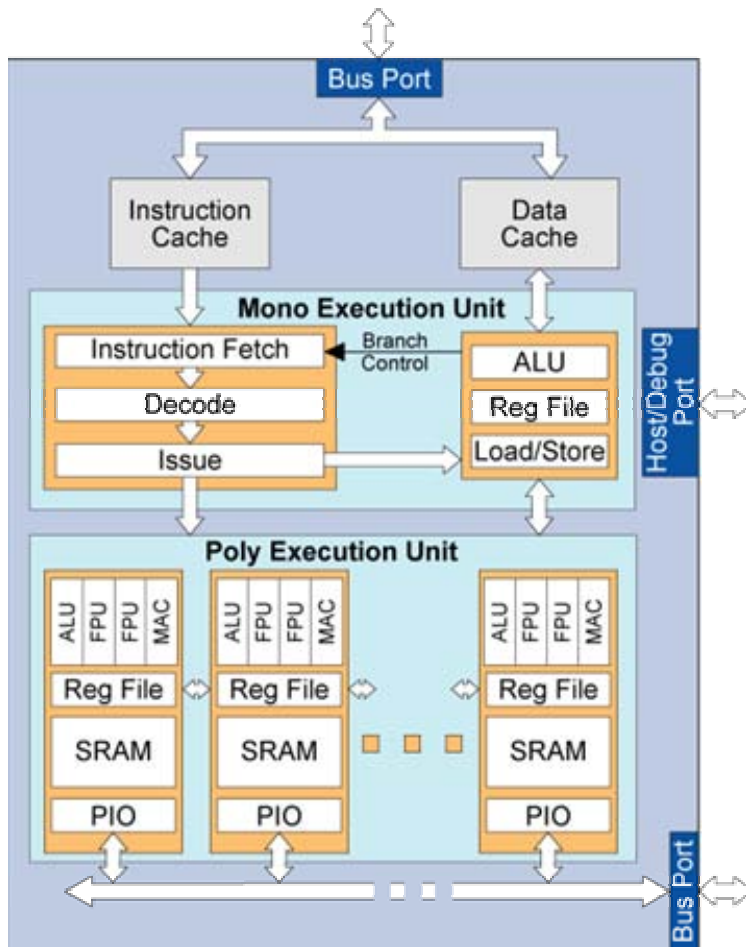 Bus Port
Instruction
Cache
Data
Cache
Mono Execution Unit
Instruction Fetch
Decode
Issue
Branch
Control
ALU
Reg File
Load/Store
Host/Debug
Port
Poly Execution Unit
ALU
FPU
FPU
MAC
Reg File
SRAM
PIO
ALU
FPU
FPU
MAC
Reg File
SRAM
PIO
ALU
FPU
FPU
MAC
Reg File
SRAM
PIO
Bus Port